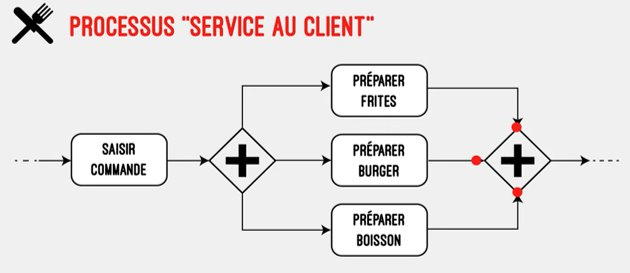 PROCESSUS "SERVICE AU CLIENT"
PRÉPARER
FRITES
SAISIR
COMMANDE
PRÉPARER
BURGER
PRÉPARER
BOISSON